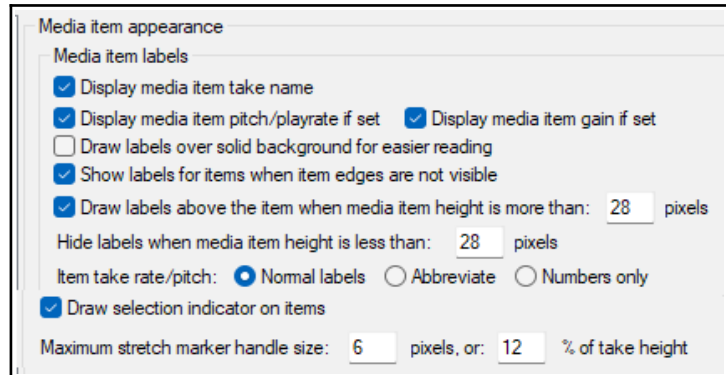 Media item appearance
Media item labels
Display media item take name
Display media item pitch/playrate if set Display media item gain if set
Draw labels over solid background for easier reading
Show labels for items when item edges are not visible
Draw labels above the item when media item height is more than: 28 pixels
Hide labels when media item height is less than: 28 pixels
Item take rate/pitch: Normal labels Abbreviate Numbers only
Draw selection indicator on items
Maximum stretch marker handle size: 6 pixels, or: 12 % of take height